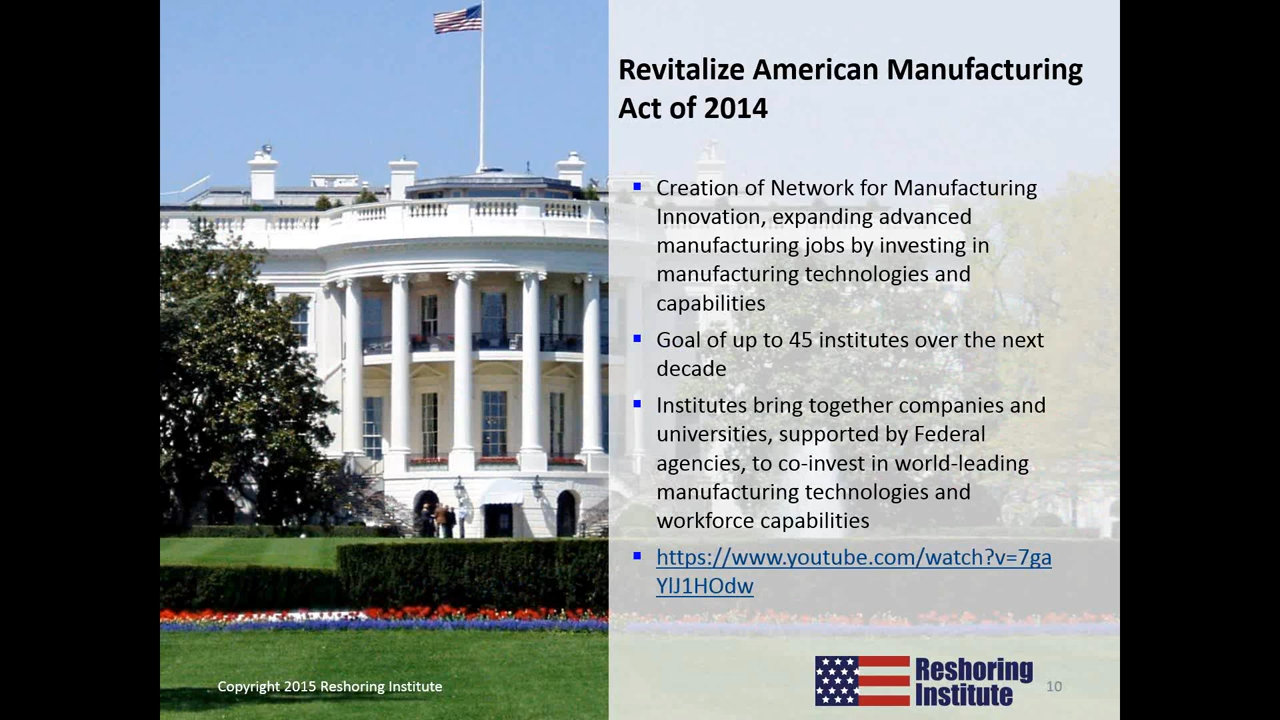 Revitalize American Manufacturing
Act of 2014
Creation of Network for Manufacturing
Innovation, expanding advanced
manufacturing jobs by investing in
manufacturing technologies and
capabilities
Goal of up to 45 institutes over the next
decade
Institutes bring together companies and
universities, supported by Federal
agencies, to co-invest in world-leading
manufacturing technologies and
workforce capabilities
https://www.youtube.com/watch?v=7ga
YlJ1HOdw
Copyright 2015 Reshoring Institute
Reshoring
Institute
10